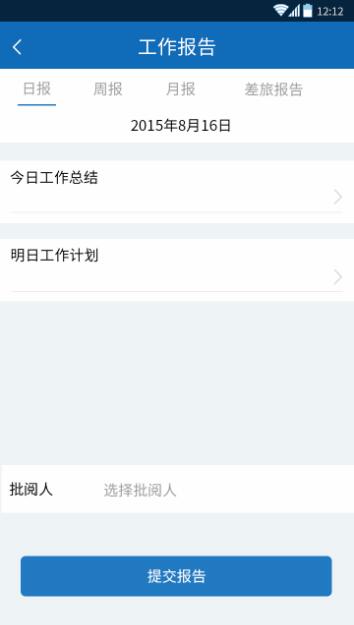 12:12
工作报告
日报 周报 月报 差旅报告
2015年8月16日
今日工作总结
明日工作计划
批阅人 选择批阅人
提交报告